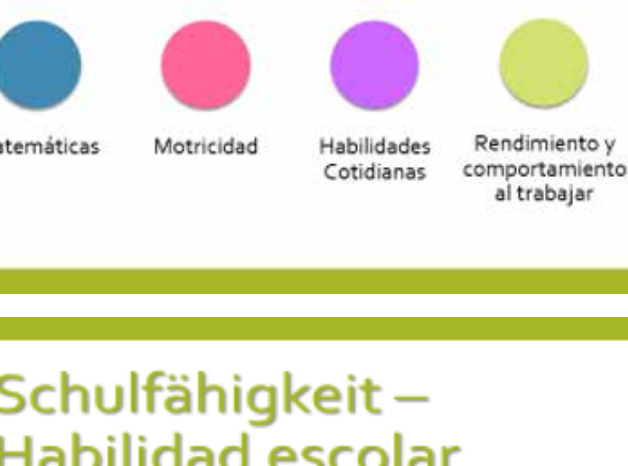 atemáticas
Motricidad
Habilidades
Cotidianas
Rendimiento y
comportamiento
al trabajar
Schulfähigkeit –
Habilidad escolar